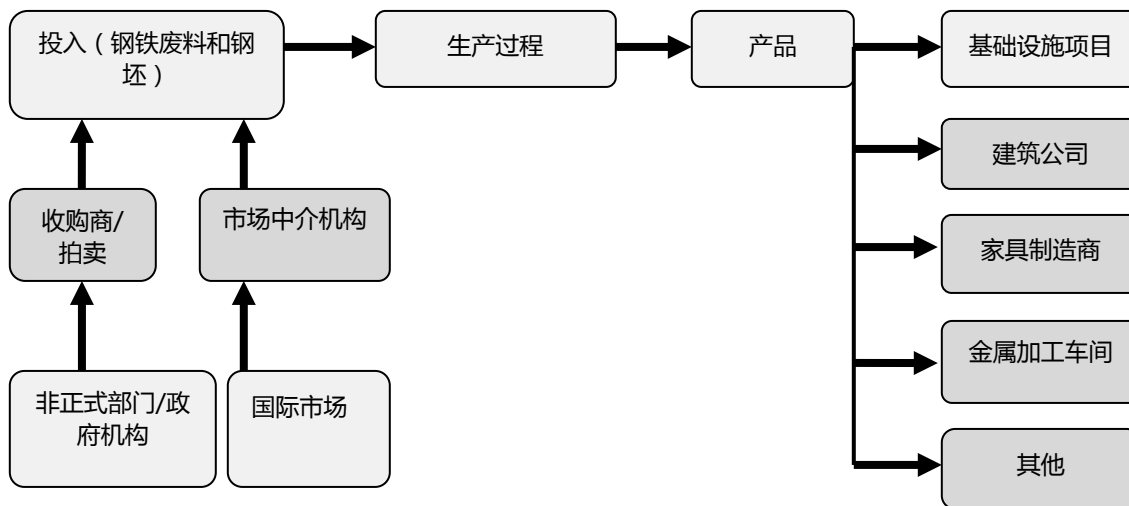 投入（钢铁废料和钢
坯）
生产过程
产品
基础设施项目
建筑公司
收购商/
拍卖
市场中介机构
家具制造商
金属加工车间
非正式部门/政
府机构
国际市场
其他